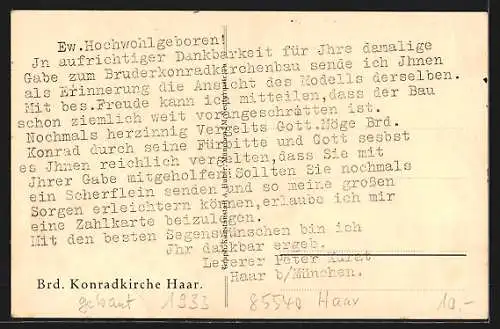 Ew.Hochwohlgeboren!
Jn aufrichtiger Dankbarkeit für Jhre damalige
Gabe zum Bruderkonradkirchenbau sende ich Jhnen
als Erinnerung die Ansicht des Modells derselben.
Mit bes.Freude kann ich mitteilen,dass der Bau
schon ziemlich weit vorangeschritten ist.
Nochmals herzinnig Vergelts Gott.Möge Brd.
Konrad durch seine Fürbitte und Gott sesbst
es Jhnen reichlich vergelten,dass Sie mit
Jhrer Gabe mitgeholfen.Sollten Sie nochmals
ein Scherflein senden und so meine großen
Sorgen erleichtern können,erlaube ich mir
eine Zahlkarte beizulegen.
Mit den besten Segenswünschen bin ich
Jhr dankbar ergeb.
Peter
Haar b/München.
Brd. Konradkirche Haar.
gebaut 1933 85540 Haar 10.-